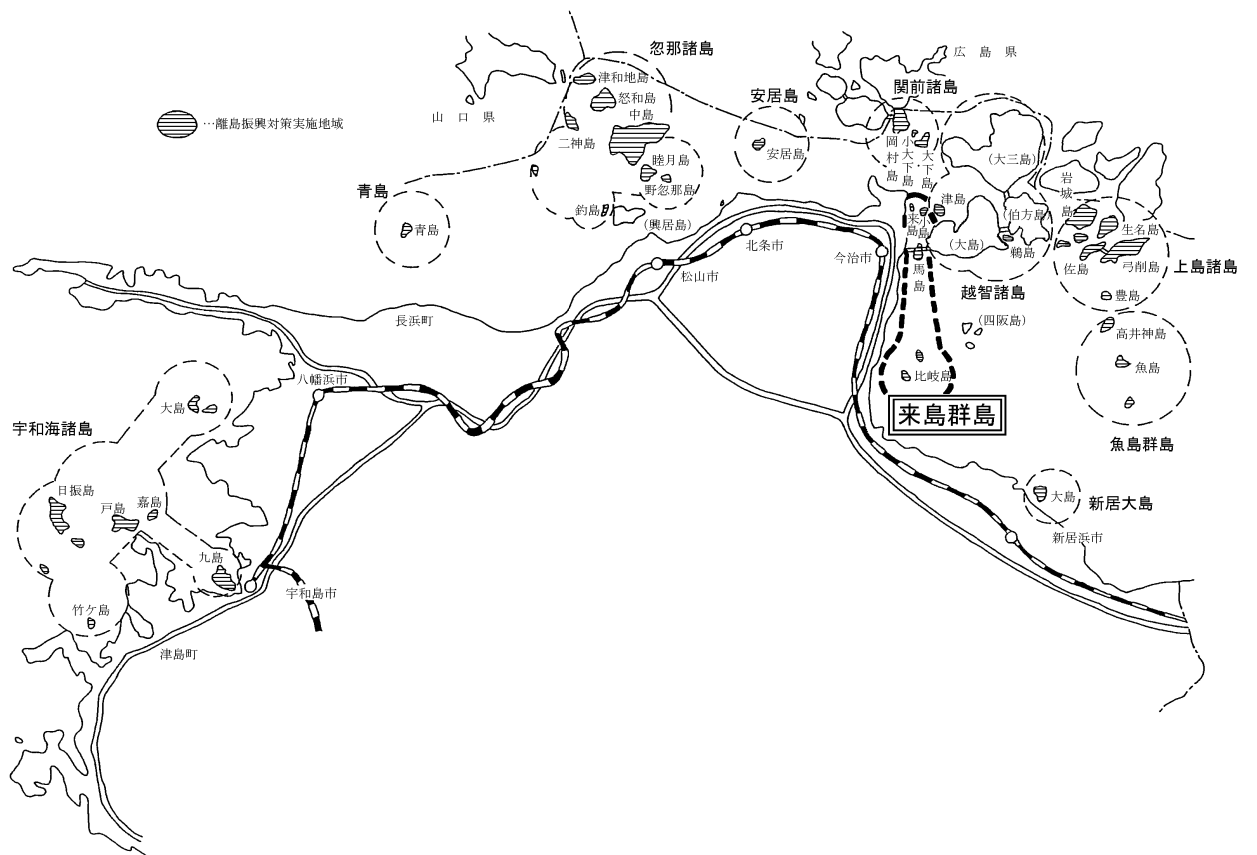 忽那諸島
津和地島
怒和島
中島
二神島
睦月島
野忽那島
釣島
(興居島)
山口県
…離島振興対策実施地域
青島
青島
安居島
安居島
広島県
関前諸島
岡村島
小大下島
大下島
(大三島)
津島
来島
小島
馬島
(大島)
(伯方島)
鵜島
越智諸島
(四阪島)
比岐島
来島群島
岩城島
生名島
佐島
弓削島
豊島
上島諸島
高井神島
魚島
魚島群島
大島
新居大島
新居浜市
今治市
北条市
松山市
長浜町
八幡浜市
大島
宇和海諸島
日振島
戸島
嘉島
九島
竹ケ島
宇和島市
津島町